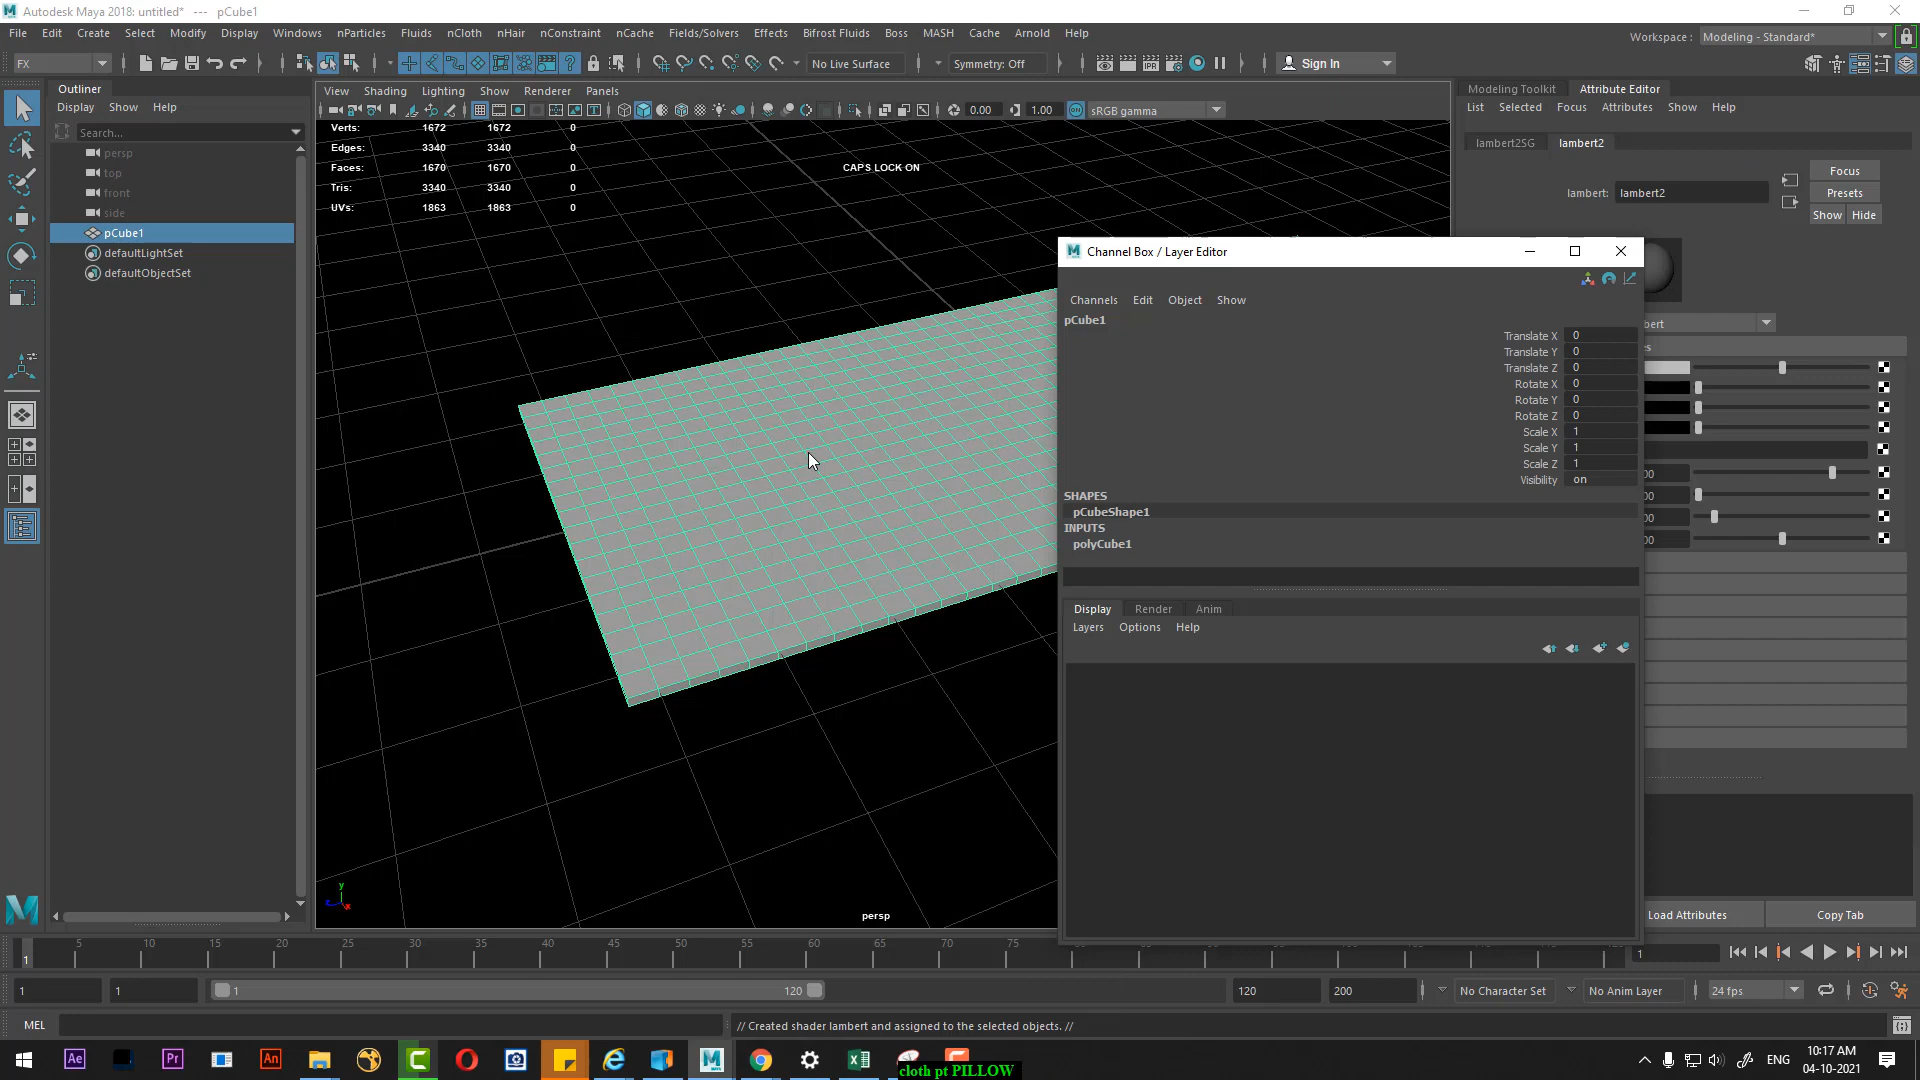 Autodesk Maya 2018: untitled* --- pCube1
File Edit Create Select Modify Display Windows nParticles Fluids nCloth nHair nConstraint nCache Fields/Solvers Effects Bifrost Fluids Boss MASH Cache Arnold Help
Workspace : Modeling - Standard*
FX
No Live Surface
Symmetry: Off
Sign In
Outliner
Display Show Help
Search...
persp
top
front
side
pCube1
defaultLightSet
defaultObjectSet
View Shading Lighting Show Renderer Panels
0.00 1.00 sRGB gamma
Verts: 1672 1672 0
Edges: 3340 3340 0
Faces: 1670 1670 0
Tris: 3340 3340 0
UVs: 1863 1863 0
CAPS LOCK ON
persp
Modeling Toolkit Attribute Editor
List Selected Focus Attributes Show Help
lambert2SG lambert2
lambert: lambert2
Focus
Presets
Show Hide
Channel Box / Layer Editor
Channels Edit Object Show
pCube1
Translate X 0
Translate Y 0
Translate Z 0
Rotate X 0
Rotate Y 0
Rotate Z 0
Scale X 1
Scale Y 1
Scale Z 1
Visibility on
SHAPES
pCubeShape1
INPUTS
polyCube1
Display Render Anim
Layers Options Help
Load Attributes Copy Tab
1 5 10 15 20 25 30 35 40 45 50 55 60 65 70 75
1
1 1 1 120 120 200
No Character Set
No Anim Layer
24 fps
MEL
// Created shader lambert and assigned to the selected objects. //
cloth pt PILLOW
ENG
10:17 AM
04-10-2021